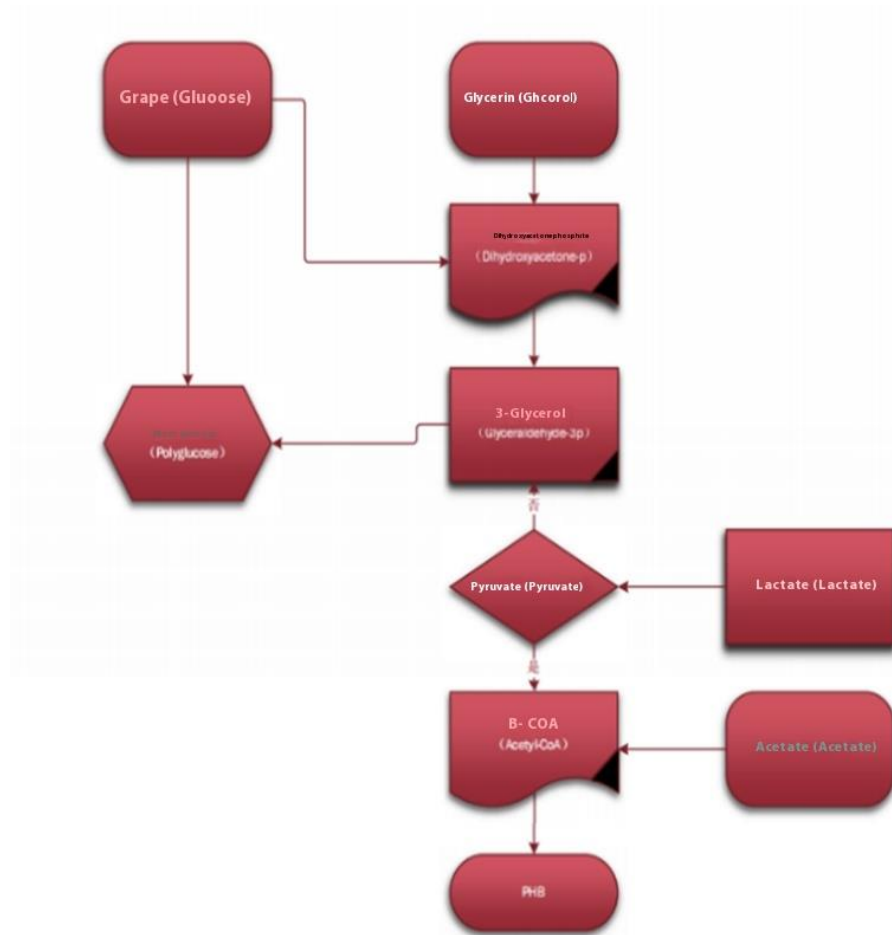 Grape (Gluoose)
Glycerin (Ghcorol)
Dihydroxyacetonephosphite
(Dihydroxyacetone-p)
3-Glycerol
(Glyceraldehyde-3p)
(Polyglucose)
否
Pyruvate (Pyruvate)
Lactate (Lactate)
是
B- COA
(Acetyl-CoA)
Acetate (Acetate)
PHB